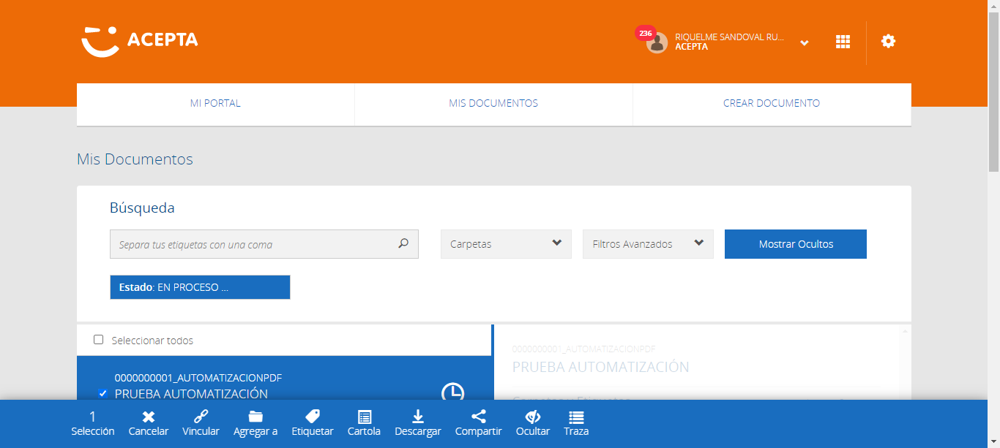 ACEPTA
236
RIQUELME SANDOVAL RU...
ACEPTA
MI PORTAL
MIS DOCUMENTOS
CREAR DOCUMENTO
Mis Documentos
Búsqueda
Separa tus etiquetas con una coma
Carpetas
Filtros Avanzados
Mostrar Ocultos
Estado: EN PROCESO ...
Seleccionar todos
0000000001_AUTOMATIZACIONPDF
PRUEBA AUTOMATIZACIÓN
0000000001_AUTOMATIZACIONPDF
PRUEBA AUTOMATIZACIÓN
Carpetas y Etiquetas
1
Selección
Cancelar
Vincular
Agregar a
Etiquetar
Cartola
Descargar
Compartir
Ocultar
Traza